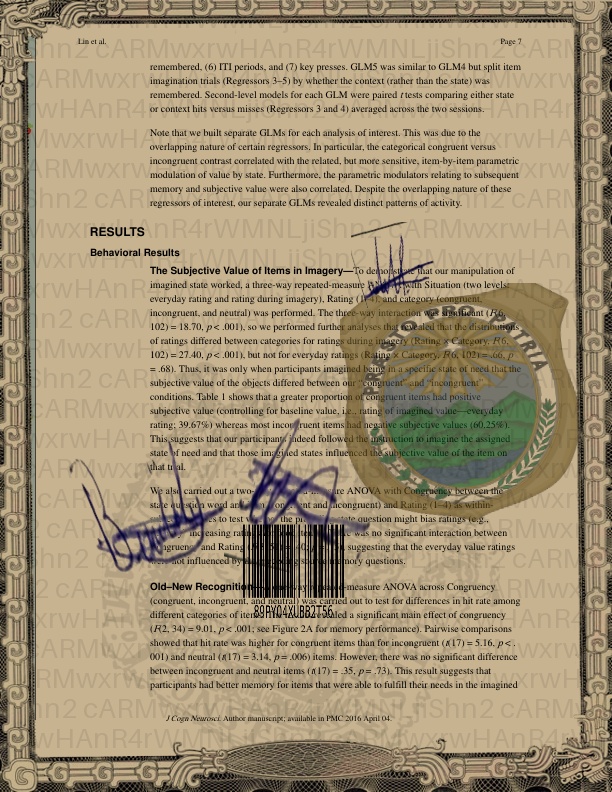 Lin et al.
Page 7
remembered, (6) ITI periods, and (7) key presses. GLM5 was similar to GLM4 but split item
imagination trials (Regressors 3–5) by whether the context (rather than the state) was
remembered. Second-level models for each GLM were paired t tests comparing either state
or context hits versus misses (Regressors 3 and 4) averaged across the two sessions.
Note that we built separate GLMs for each analysis of interest. This was due to the
overlapping nature of certain regressors. In particular, the categorical congruent versus
incongruent contrast correlated with the related, but more sensitive, item-by-item parametric
modulation of value by state. Furthermore, the parametric modulators relating to subsequent
memory and subjective value were also correlated. Despite the overlapping nature of these
regressors of interest, our separate GLMs revealed distinct patterns of activity.
RESULTS
Behavioral Results
The Subjective Value of Items in Imagery—To demonstrate that our manipulation of
imagined state worked, a three-way repeated-measure with Situation (two levels:
everyday rating and rating during imagery), Rating (1–4), and category (congruent,
incongruent, and neutral) was performed. The three-way interaction was significant (F(6,
102) = 18.70, p < .001), so we performed further analyses that revealed that the distributions
of ratings differed between categories for ratings during imagery (Rating × Category, F(6,
102) = 27.40, p < .001), but not for everyday ratings (Rating × Category, F(6, 102) = .66, p
= .68). Thus, it was only when participants imagined being in a specific state of need that the
subjective value of the objects differed between our "congruent" and "incongruent"
conditions. Table 1 shows that a greater proportion of congruent items had positive
subjective value (controlling for baseline value, i.e., rating of imagined value—everyday
rating; 39.67%) whereas most incongruent items had negative subjective values (60.25%).
This suggests that our participants indeed followed the instruction to imagine the assigned
state of need and that those imagined states influenced the subjective value of the item on
that trial.
We also carried out a two-way ANOVA with Congruency between the
state question word and and incongruent) and Rating (1–4) as within-
to test the state question might bias ratings (e.g.,
increasing was no significant interaction between
and Rating suggesting that the everyday value ratings
were not influenced by memory questions.
Old–New Recognition— -measure ANOVA across Congruency
(congruent, incongruent, and neutral) was carried out to test for differences in hit rate among
different categories of items. revealed a significant main effect of congruency
(F(2, 34) = 9.01, p < .001; see Figure 2A for memory performance). Pairwise comparisons
showed that hit rate was higher for congruent items than for incongruent (t(17) = 5.16, p < .
001) and neutral (t(17) = 3.14, p = .006) items. However, there was no significant difference
between incongruent and neutral items (t(17) = .35, p = .73). This result suggests that
participants had better memory for items that were able to fulfill their needs in the imagined
J Cogn Neurosci. Author manuscript; available in PMC 2016 April 04.